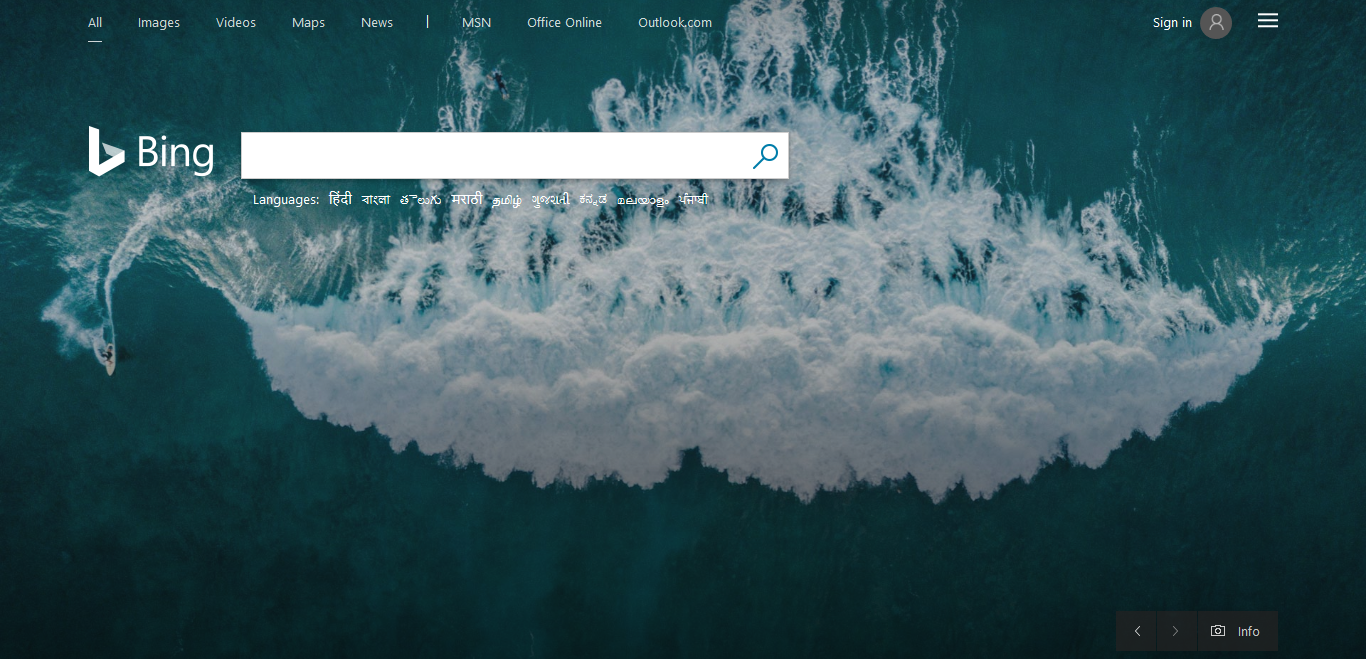 All Images Videos Maps News | MSN Office Online Outlook.com Sign in
Bing
Languages: हिंदी বাংলা తెలుగు मराठी தமிழ் ગુજરાતી ಕನ್ನಡ മലയാളം ਪੰਜਾਬੀ
Info